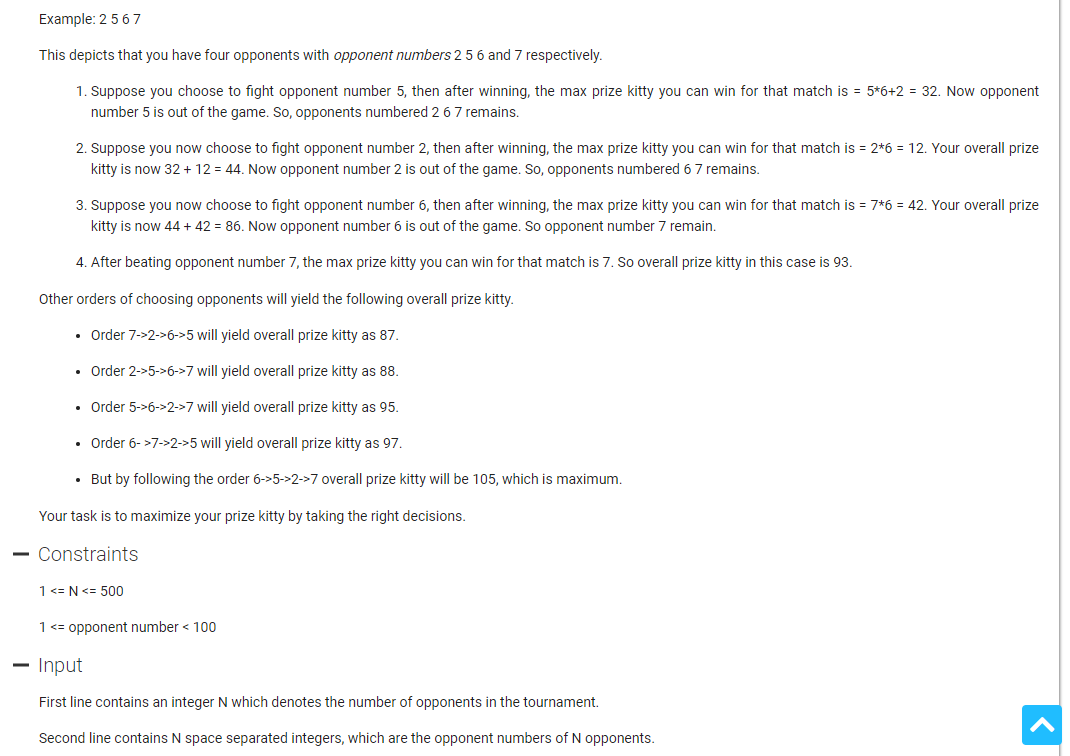 Example: 2 5 6 7
This depicts that you have four opponents with opponent numbers 2 5 6 and 7 respectively.
1. Suppose you choose to fight opponent number 5, then after winning, the max prize kitty you can win for that match is = 5*6+2 = 32. Now opponent
number 5 is out of the game. So, opponents numbered 2 6 7 remains.
2. Suppose you now choose to fight opponent number 2, then after winning, the max prize kitty you can win for that match is = 2*6 = 12. Your overall prize
kitty is now 32 + 12 = 44. Now opponent number 2 is out of the game. So, opponents numbered 6 7 remains.
3. Suppose you now choose to fight opponent number 6, then after winning, the max prize kitty you can win for that match is = 7*6 = 42. Your overall prize
kitty is now 44 + 42 = 86. Now opponent number 6 is out of the game. So opponent number 7 remain.
4. After beating opponent number 7, the max prize kitty you can win for that match is 7. So overall prize kitty in this case is 93.
Other orders of choosing opponents will yield the following overall prize kitty.
• Order 7->2->6->5 will yield overall prize kitty as 87.
• Order 2->5->6->7 will yield overall prize kitty as 88.
• Order 5->6->2->7 will yield overall prize kitty as 95.
• Order 6- >7->2->5 will yield overall prize kitty as 97.
• But by following the order 6->5->2->7 overall prize kitty will be 105, which is maximum.
Your task is to maximize your prize kitty by taking the right decisions.
Constraints
1 <= N <= 500
1 <= opponent number < 100
Input
First line contains an integer N which denotes the number of opponents in the tournament.
Second line contains N space separated integers, which are the opponent numbers of N opponents.